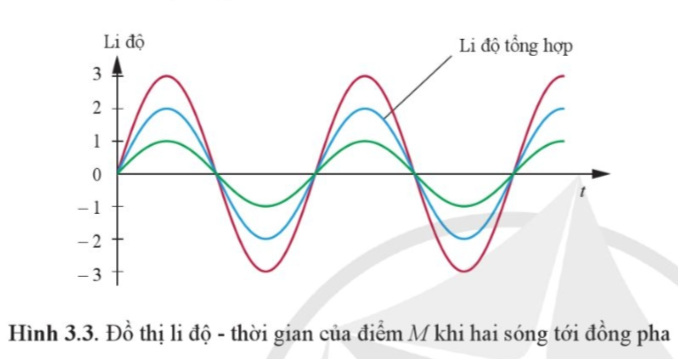 Li độ
Li độ tổng hợp
3
2
1
0
– 1
– 2
– 3
t
Hình 3.3. Đồ thị li độ - thời gian của điểm M khi hai sóng tới đồng pha